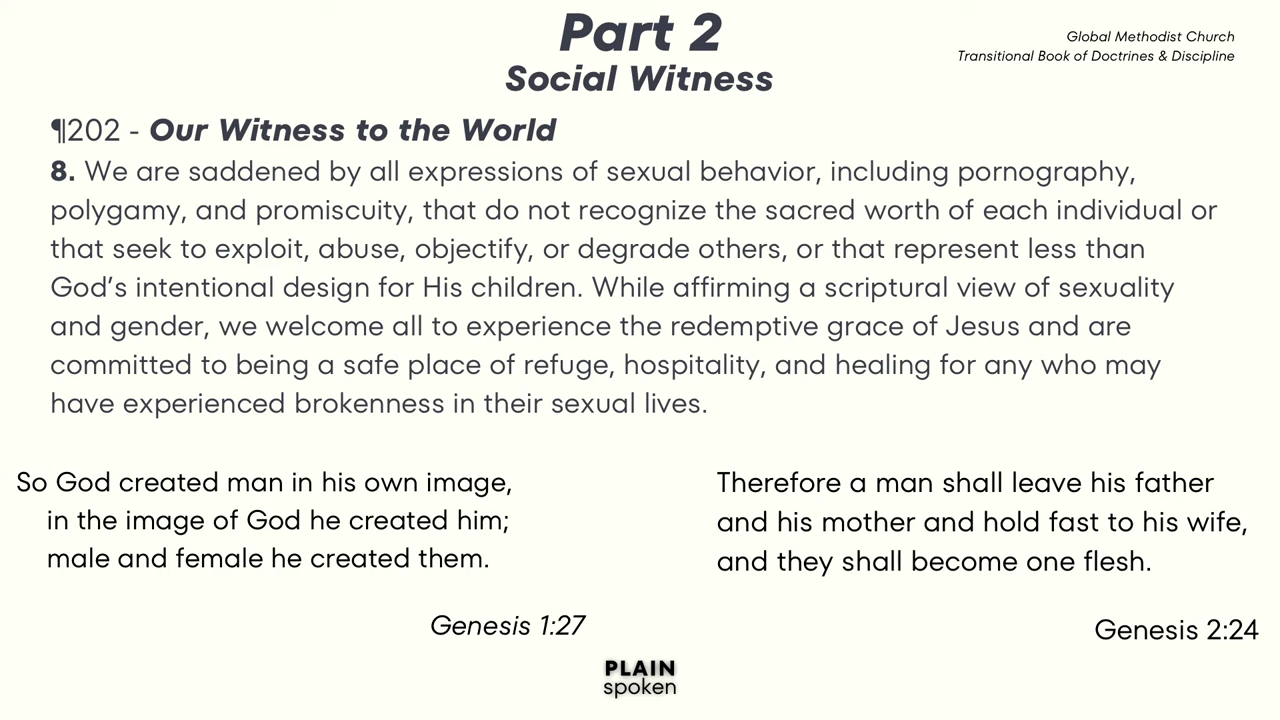 Part 2
Social Witness
Global Methodist Church
Transitional Book of Doctrines & Discipline
¶202 - Our Witness to the World
8. We are saddened by all expressions of sexual behavior, including pornography,
polygamy, and promiscuity, that do not recognize the sacred worth of each individual or
that seek to exploit, abuse, objectify, or degrade others, or that represent less than
God’s intentional design for His children. While affirming a scriptural view of sexuality
and gender, we welcome all to experience the redemptive grace of Jesus and are
committed to being a safe place of refuge, hospitality, and healing for any who may
have experienced brokenness in their sexual lives.
So God created man in his own image,
in the image of God he created him;
male and female he created them.
Genesis 1:27
Therefore a man shall leave his father
and his mother and hold fast to his wife,
and they shall become one flesh.
Genesis 2:24
PLAIN
spoken